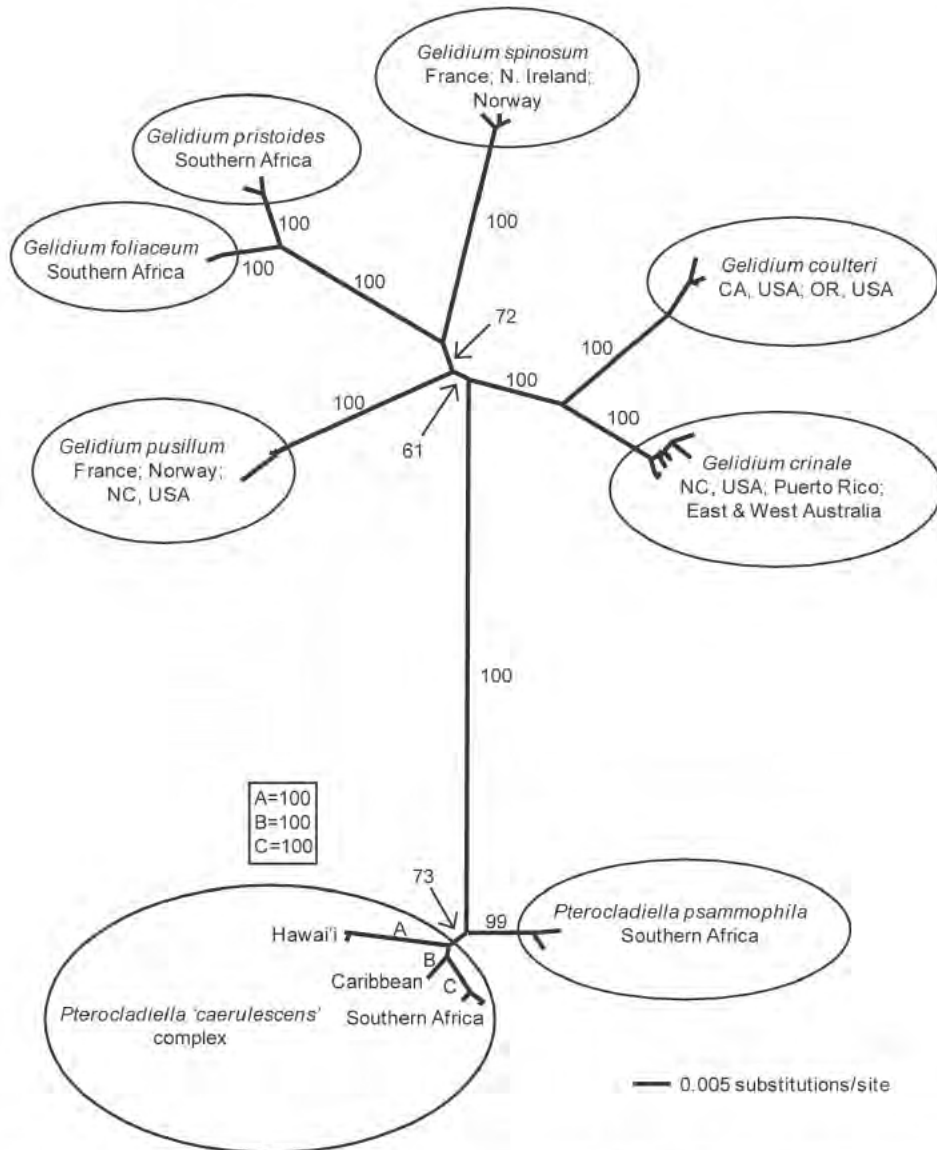 Gelidium spinosum
France; N. Ireland;
Norway
Gelidium pristoides
Southern Africa
100
100
Gelidium foliaceum
Southern Africa
100
100
Gelidium coulteri
CA, USA; OR, USA
72
100
100
100
100
61
Gelidium pusillum
France; Norway;
NC, USA
Gelidium crinale
NC, USA; Puerto Rico;
East & West Australia
100
A=100
B=100
C=100
73
99
Pterocladiella psammophila
Southern Africa
Hawai'i
A
B
Caribbean
C
Southern Africa
Pterocladiella 'caerulescens'
complex
0.005 substitutions/site